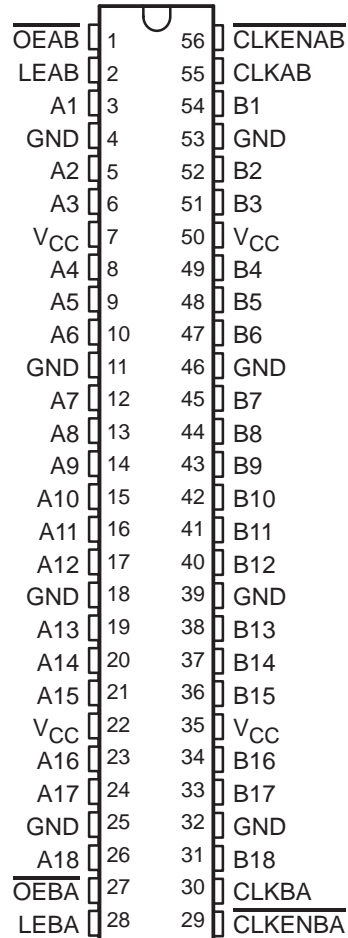 OEAB 1 56 CLKENAB
LEAB 2 55 CLKAB
A1 3 54 B1
GND 4 53 GND
A2 5 52 B2
A3 6 51 B3
VCC 7 50 VCC
A4 8 49 B4
A5 9 48 B5
A6 10 47 B6
GND 11 46 GND
A7 12 45 B7
A8 13 44 B8
A9 14 43 B9
A10 15 42 B10
A11 16 41 B11
A12 17 40 B12
GND 18 39 GND
A13 19 38 B13
A14 20 37 B14
A15 21 36 B15
VCC 22 35 VCC
A16 23 34 B16
A17 24 33 B17
GND 25 32 GND
A18 26 31 B18
OEBA 27 30 CLKBA
LEBA 28 29 CLKENBA